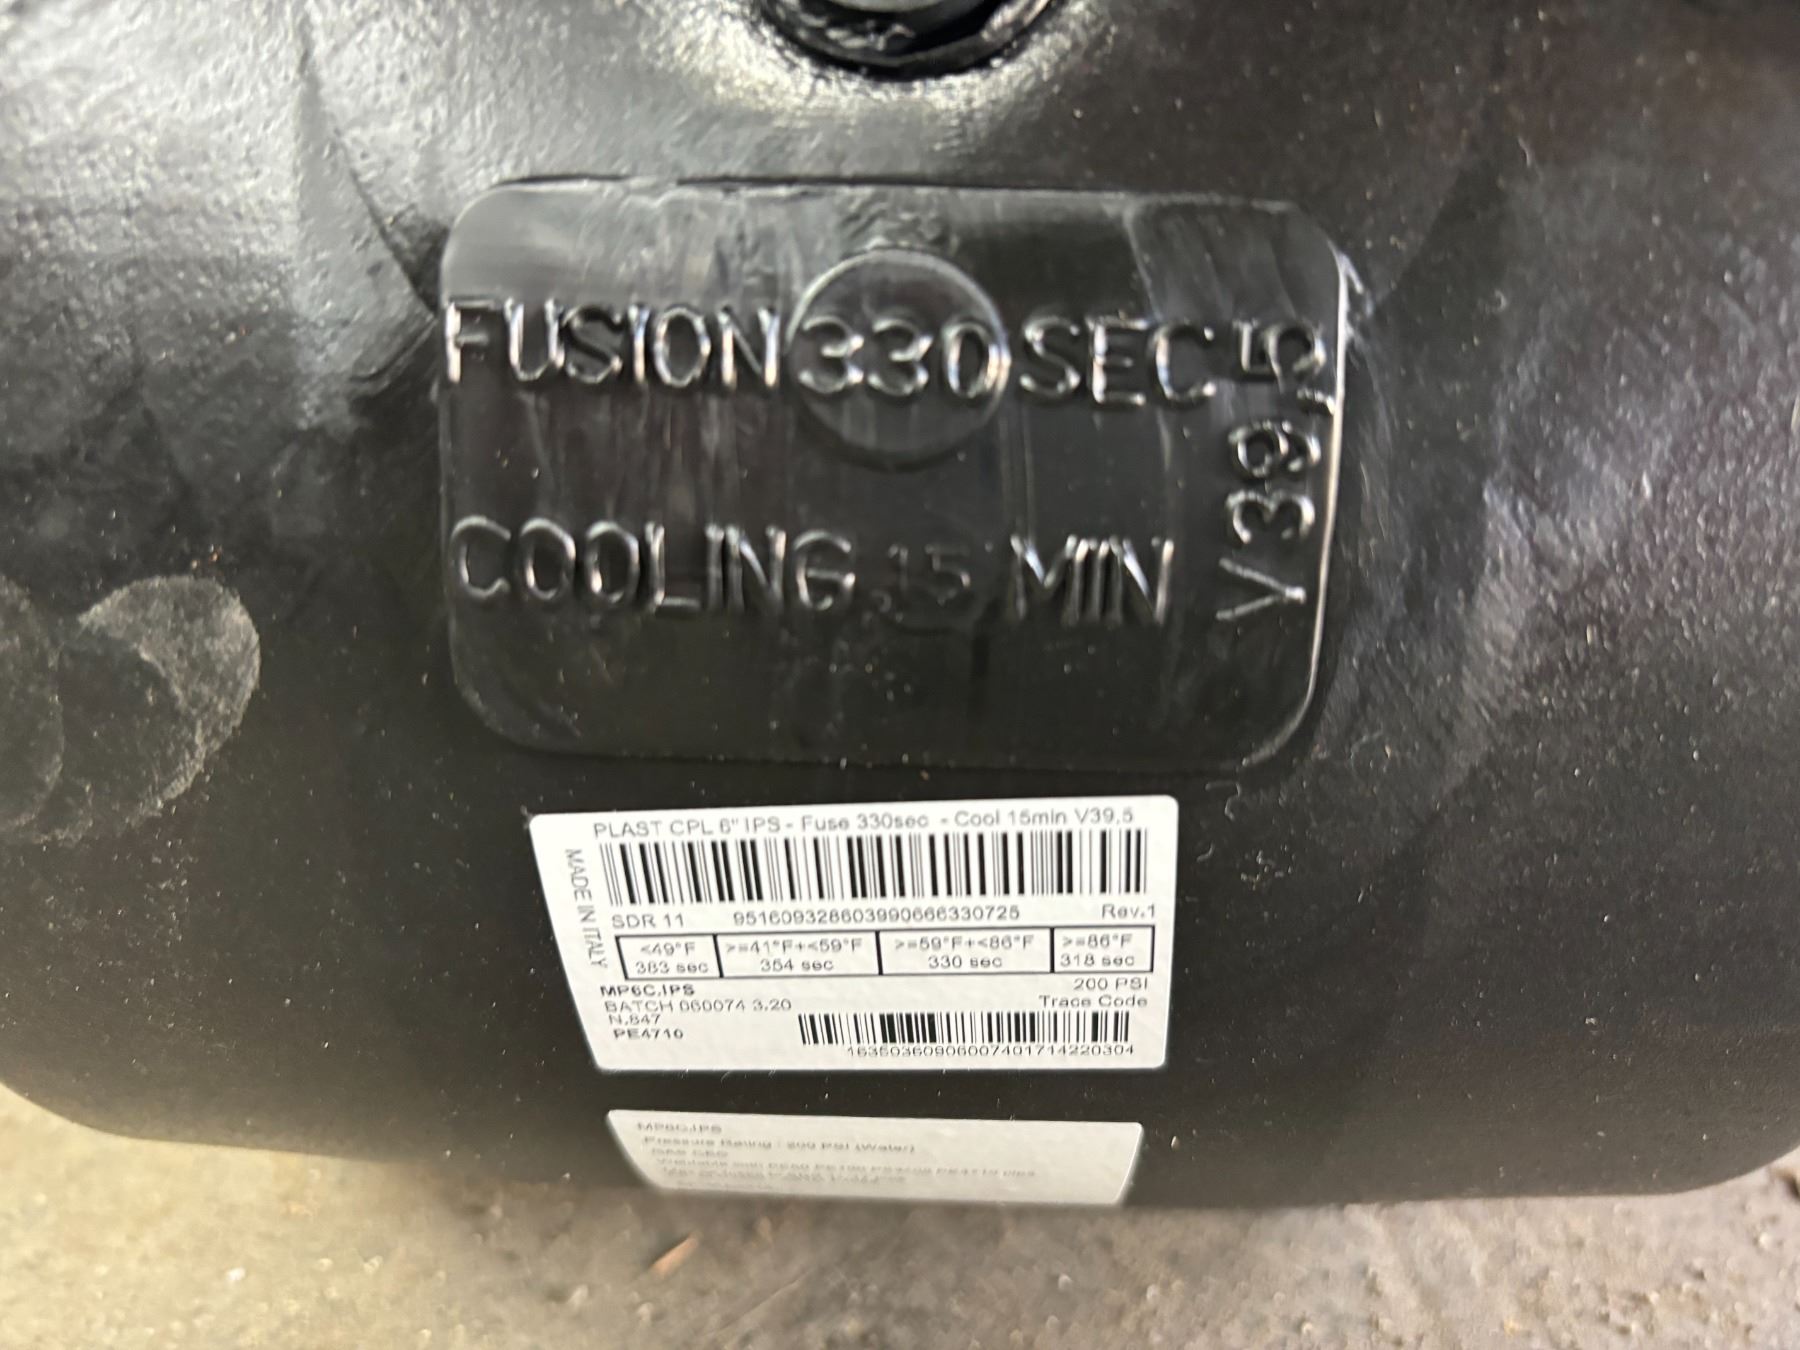 FUSION 330 SEC
COOLING 15 MIN
V 39.5
PLAST CPL 6" IPS - Fuse 330sec - Cool 15min V39,5
MADE IN ITALY
SDR 11 951609328603990666330725 Rev.1
<49°F >=41°F+<59°F >=59°F+<86°F >=86°F
383 sec 354 sec 330 sec 318 sec
MP6C,IPS 200 PSI
BATCH 060074 3.20 Trace Code
N,847
PE4710
16350360906007401714220304
MP6C,IPS
Pressure Rating : 200 PSI (Water)